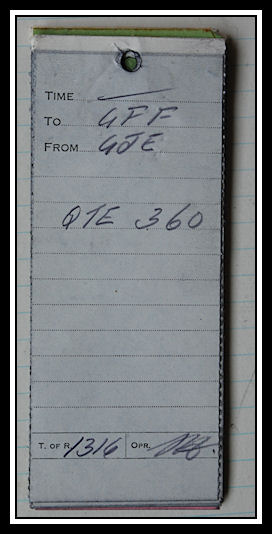 TIME —
TO GFF
FROM GJE
QTE 360
T. OF R. 1316 OPR.